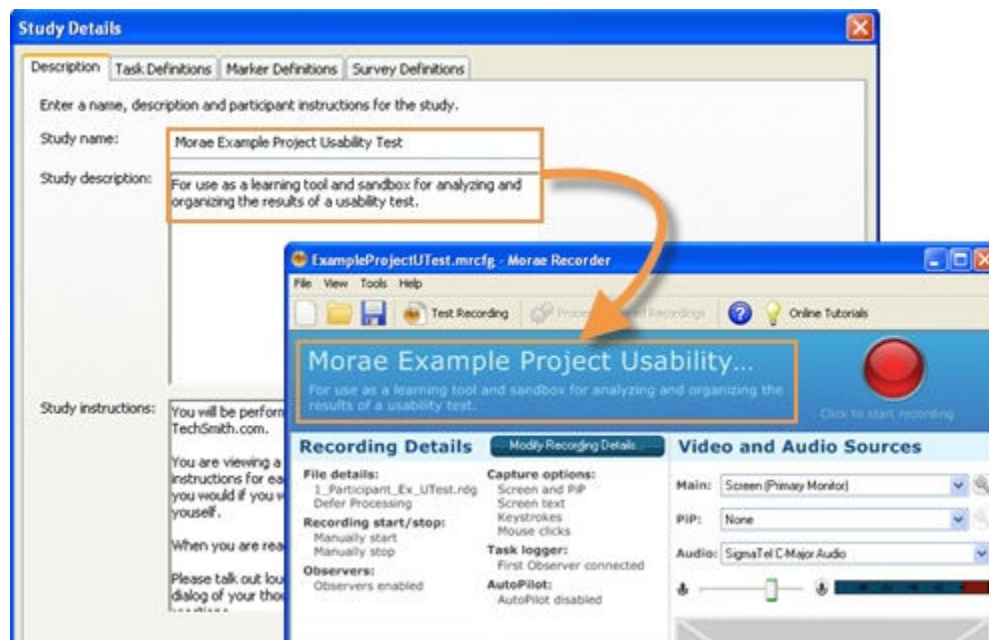 Study Details
Description Task Definitions Marker Definitions Survey Definitions
Enter a name, description and participant instructions for the study.
Study name:
Morae Example Project Usability Test
Study description:
For use as a learning tool and sandbox for analyzing and
organizing the results of a usability test.
Study instructions:
You will be perform
TechSmith.com.
You are viewing a
instructions for ea
you would if you w
youself.
When you are rea
Please talk out lou
dialog of your thou
ExampleProjectUTest.mrcfg - Morae Recorder
File View Tools Help
Test Recording Recordings Online Tutorials
Morae Example Project Usability...
For use as a learning tool and sandbox for analyzing and organizing the
results of a usability test.
Click to start recording
Recording Details
Modify Recording Details...
File details:
1_Participant_Ex_UTest.rdg
Defer Processing
Recording start/stop:
Manually start
Manually stop
Observers:
Observers enabled
Capture options:
Screen and PiP
Screen text
Keystrokes
Mouse clicks
Task logger:
First Observer connected
AutoPilot:
AutoPilot disabled
Video and Audio Sources
Main: Screen (Primary Monitor)
PiP: None
Audio: SigmaTel C-Major Audio